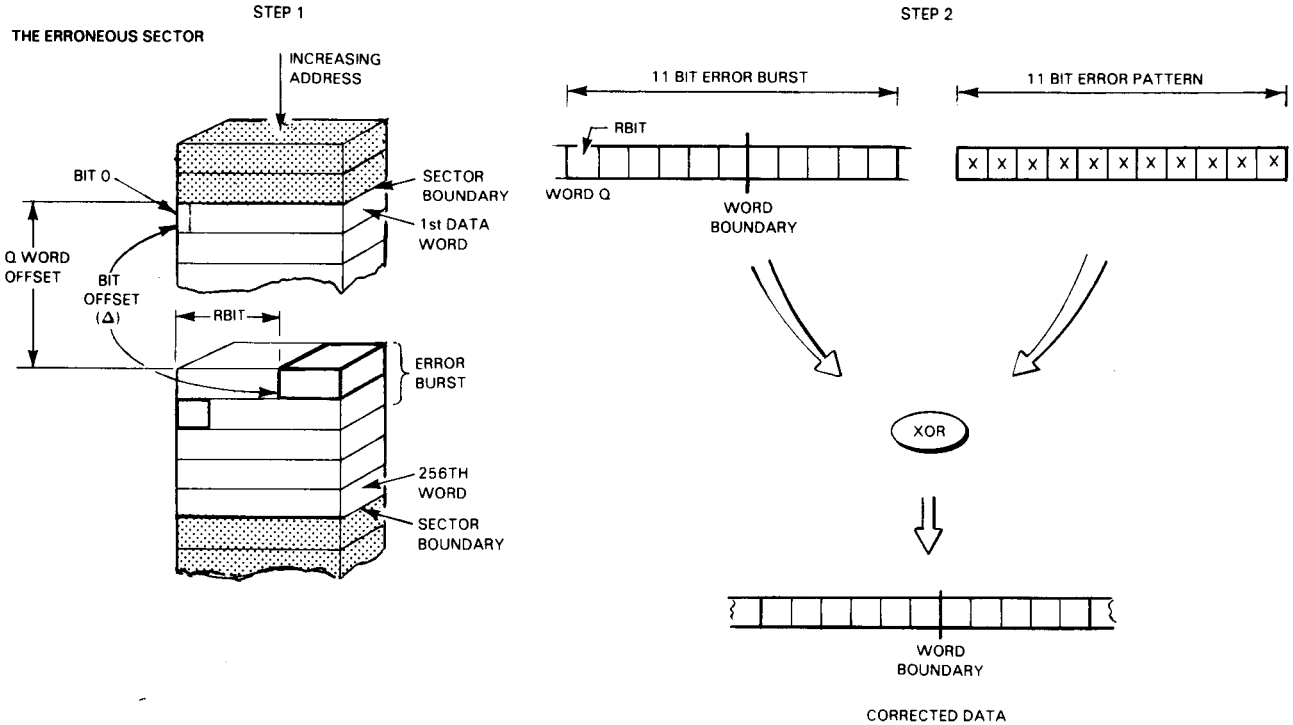 STEP 1
THE ERRONEOUS SECTOR
INCREASING
ADDRESS
BIT 0
SECTOR
BOUNDARY
1st DATA
WORD
Q WORD
OFFSET
BIT
OFFSET
(Δ)
RBIT
ERROR
BURST
256TH
WORD
SECTOR
BOUNDARY
STEP 2
11 BIT ERROR BURST
11 BIT ERROR PATTERN
RBIT
X X X X X X X X X X X
WORD Q
WORD
BOUNDARY
XOR
WORD
BOUNDARY
CORRECTED DATA